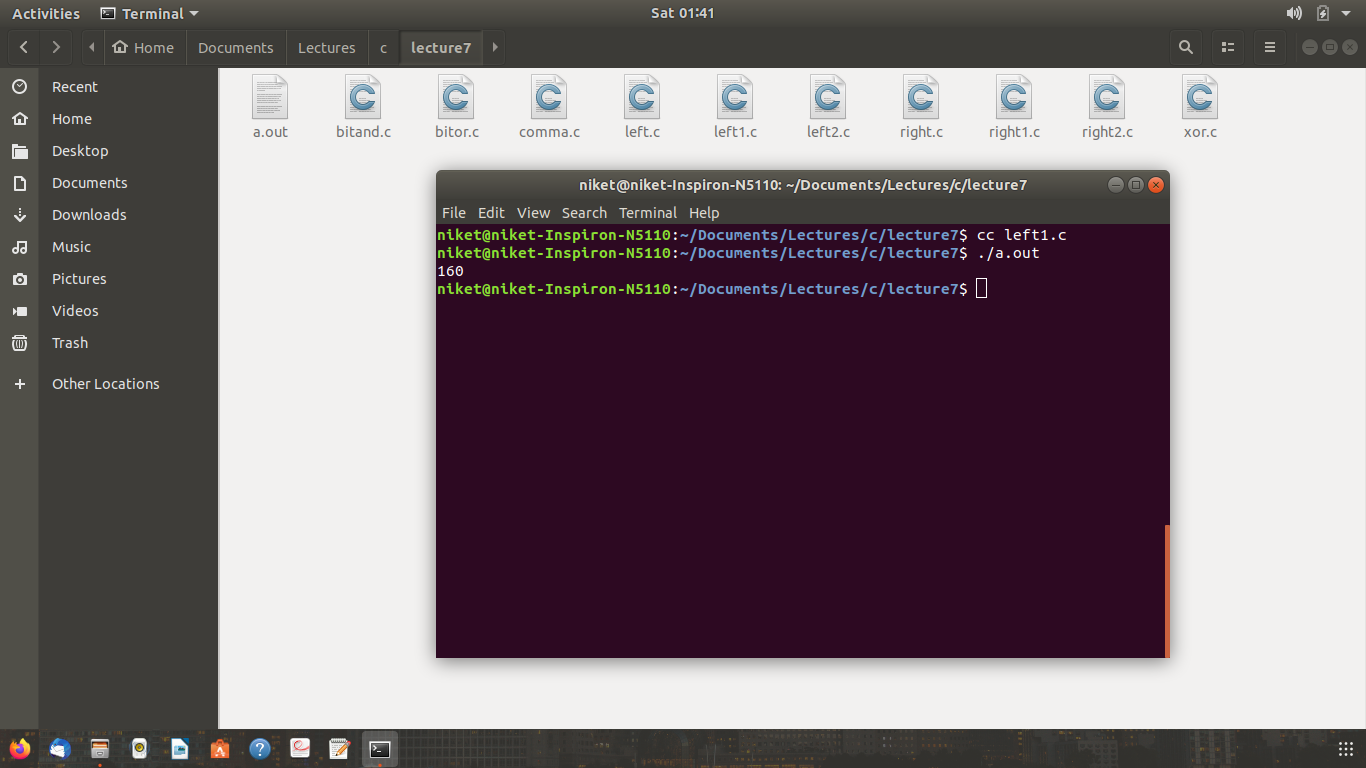 Activities Terminal Sat 01:41
Home Documents Lectures c lecture7
Recent
Home
Desktop
Documents
Downloads
Music
Pictures
Videos
Trash
Other Locations
a.out bitand.c bitor.c comma.c left.c left1.c left2.c right.c right1.c right2.c xor.c
niket@niket-Inspiron-N5110: ~/Documents/Lectures/c/lecture7
File Edit View Search Terminal Help
niket@niket-Inspiron-N5110:~/Documents/Lectures/c/lecture7$ cc left1.c
niket@niket-Inspiron-N5110:~/Documents/Lectures/c/lecture7$ ./a.out
160
niket@niket-Inspiron-N5110:~/Documents/Lectures/c/lecture7$